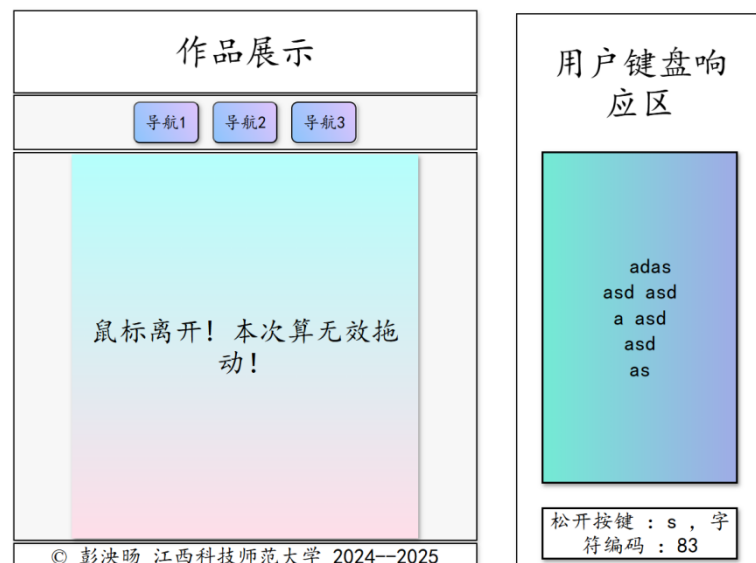 作品展示
导航1 导航2 导航3
鼠标离开! 本次算无效拖
动!
© 彭泱旸 江西科技师范大学 2024--2025
用户键盘响
应区
adas
asd asd
a asd
asd
as
松开按键 : s , 字
符编码 : 83